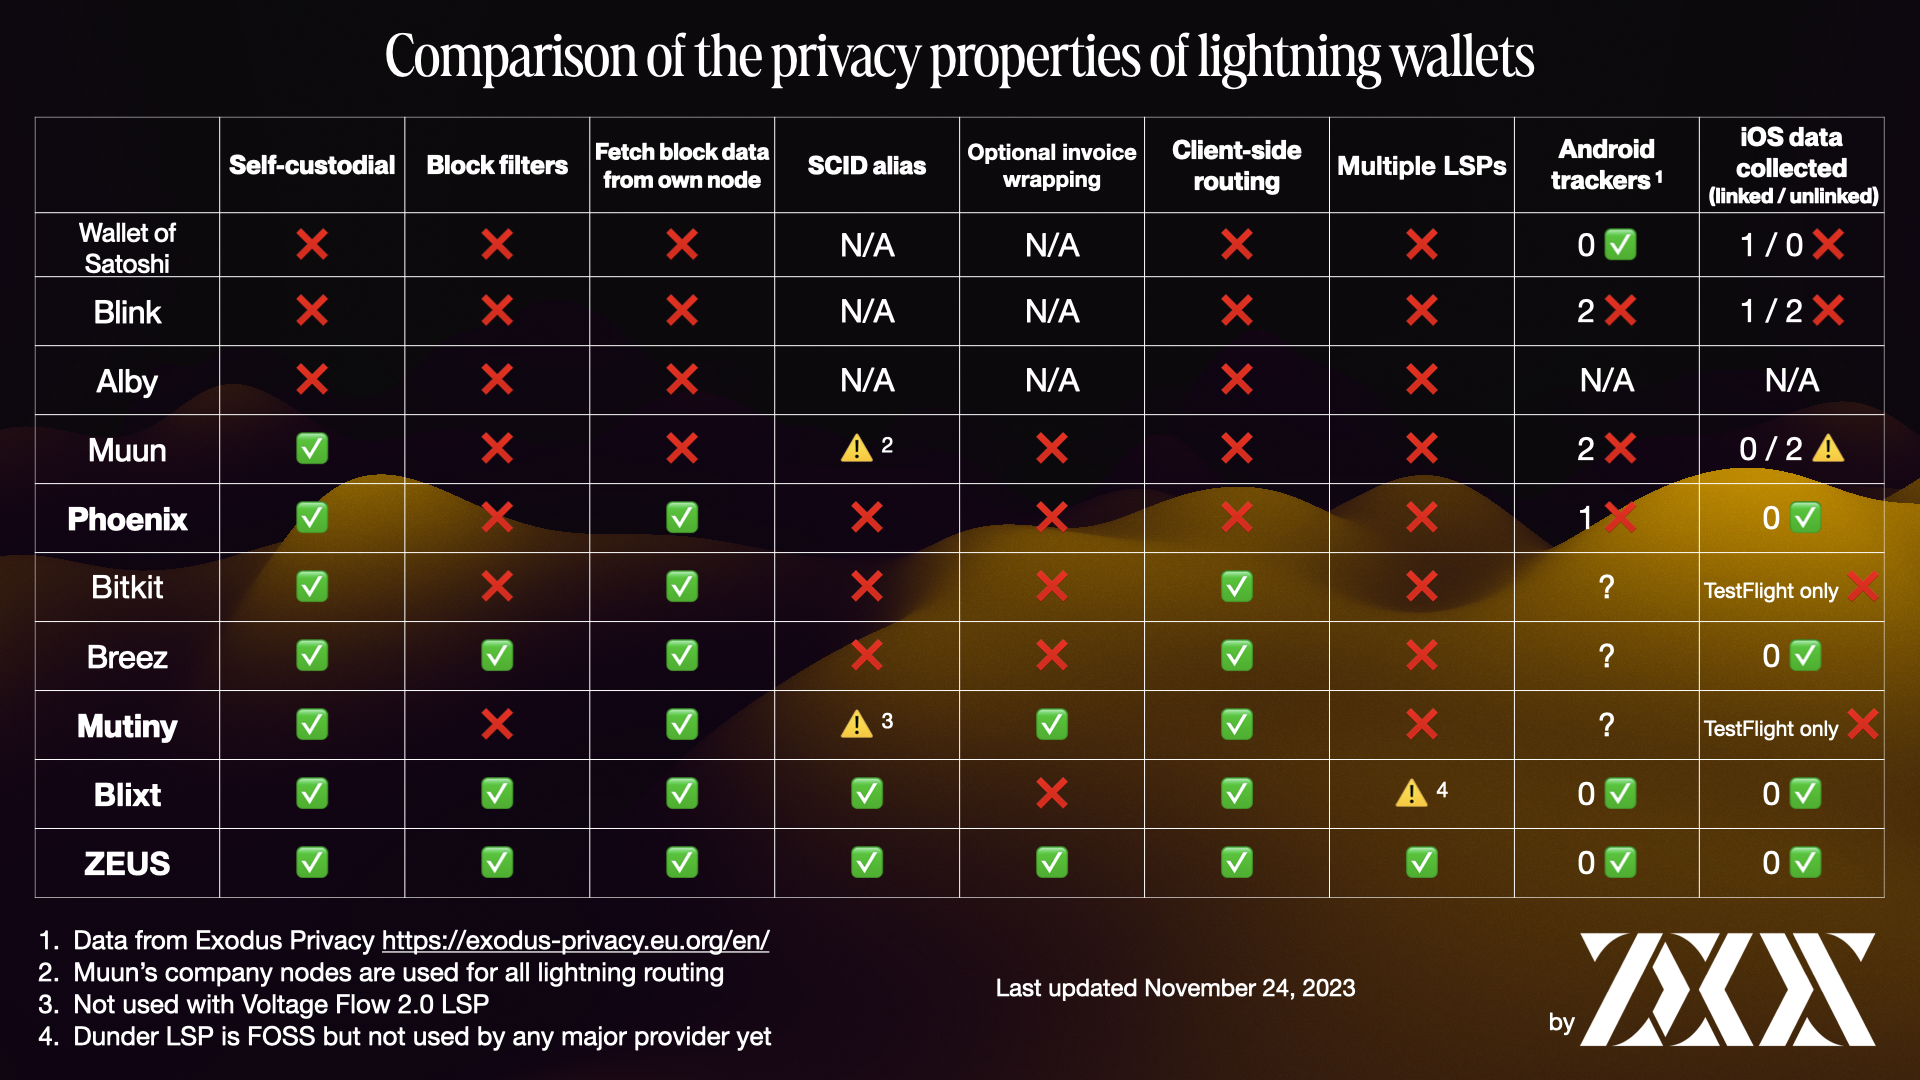 Comparison of the privacy properties of lightning wallets
Self-custodial
Block filters
Fetch block data
from own node
SCID alias
Optional invoice
wrapping
Client-side
routing
Multiple LSPs
Android
trackers 1
iOS data
collected
(linked / unlinked)
Wallet of
Satoshi
❌ ❌ ❌ N/A N/A ❌ ❌ 0 ✅ 1 / 0 ❌
Blink ❌ ❌ ❌ N/A N/A ❌ ❌ 2 ❌ 1 / 2 ❌
Alby ❌ ❌ ❌ N/A N/A ❌ ❌ N/A N/A
Muun ✅ ❌ ❌ ⚠️ 2 ❌ ❌ ❌ 2 ❌ 0 / 2 ⚠️
Phoenix ✅ ❌ ✅ ❌ ❌ ❌ ❌ 1 ❌ 0 ✅
Bitkit ✅ ❌ ✅ ❌ ❌ ✅ ❌ ? TestFlight only ❌
Breez ✅ ✅ ✅ ❌ ❌ ✅ ❌ ? 0 ✅
Mutiny ✅ ❌ ✅ ⚠️ 3 ✅ ✅ ❌ ? TestFlight only ❌
Blixt ✅ ✅ ✅ ✅ ❌ ✅ ⚠️ 4 0 ✅ 0 ✅
ZEUS ✅ ✅ ✅ ✅ ✅ ✅ ✅ 0 ✅ 0 ✅
1. Data from Exodus Privacy https://exodus-privacy.eu.org/en/
2. Muun's company nodes are used for all lightning routing
3. Not used with Voltage Flow 2.0 LSP
4. Dunder LSP is FOSS but not used by any major provider yet
Last updated November 24, 2023
by